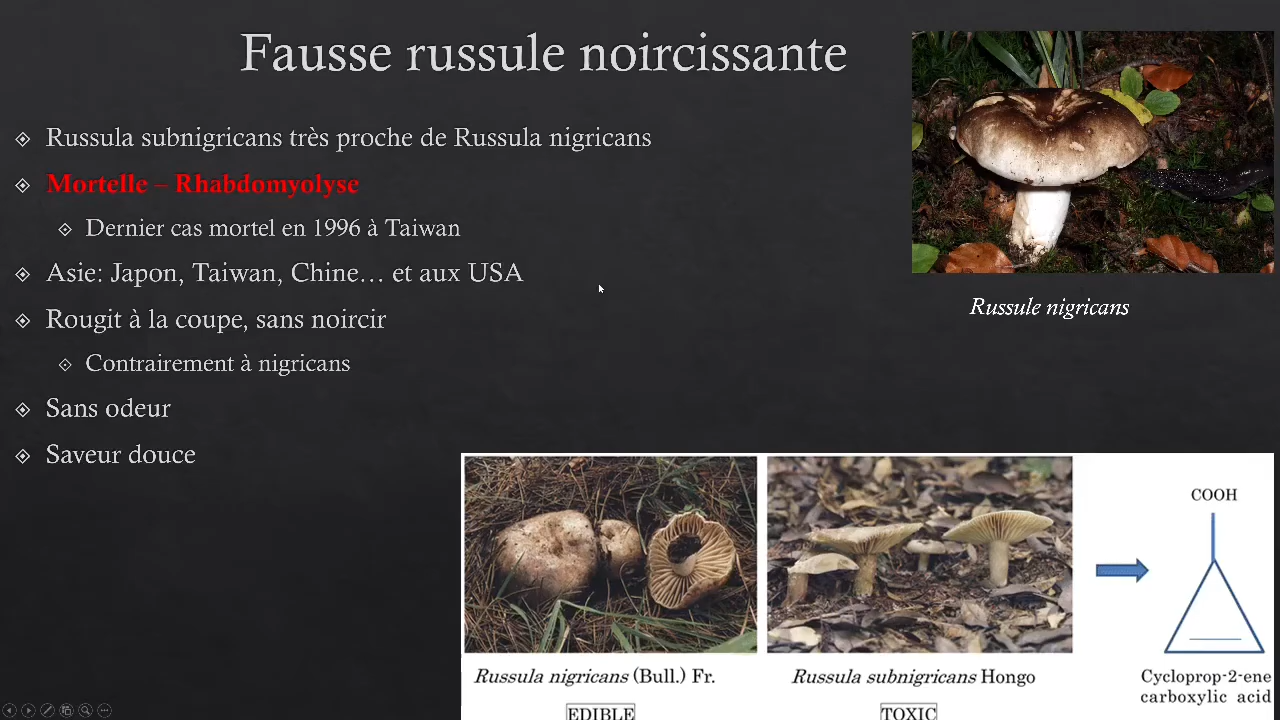 Fausse russule noircissante
Russula subnigricans très proche de Russula nigricans
Mortelle – Rhabdomyolyse
Dernier cas mortel en 1996 à Taiwan
Asie: Japon, Taiwan, Chine… et aux USA
Rougit à la coupe, sans noircir
Contrairement à nigricans
Sans odeur
Saveur douce
Russule nigricans
COOH
Russula nigricans (Bull.) Fr.
EDIBLE
Russula subnigricans Hongo
TOXIC
Cycloprop-2-ene
carboxylic acid